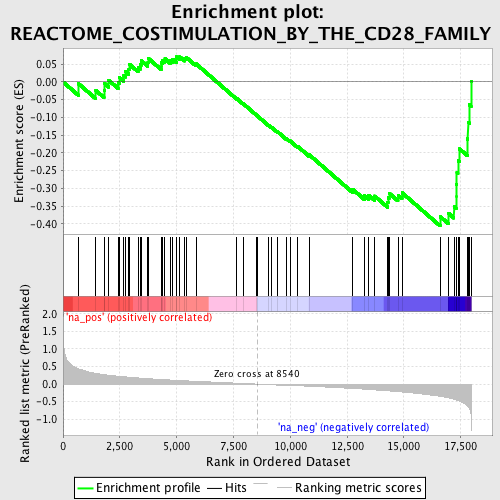 Enrichment plot:
REACTOME_COSTIMULATION_BY_THE_CD28_FAMILY
Enrichment score (ES)
0.05
0.00
-0.05
-0.10
-0.15
-0.20
-0.25
-0.30
-0.35
-0.40
'na_pos' (positively correlated)
Ranked list metric (PreRanked)
2.0
1.5
1.0
0.5
0.0
-0.5
-1.0
Zero cross at 8540
'na_neg' (negatively correlated)
0 2,500 5,000 7,500 10,000 12,500 15,000 17,500
Rank in Ordered Dataset
Enrichment profile Hits Ranking metric scores